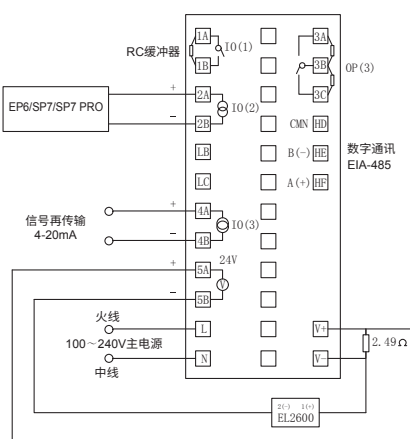 1A
IO(1)
3A
RC缓冲器
1B
3B
OP(3)
+
2A
3C
EP6/SP7/SP7 PRO
IO(2)
−
2B
CMN HD
LB
B(−) HE
数字通讯
EIA-485
LC
A(+) HF
+
4A
信号再传输
4-20mA
IO(3)
−
4B
+
5A
24V
V
−
5B
火线
L
V+
100～240V主电源
2.49Ω
N
V−
中线
2(−) 1(+)
EL2600